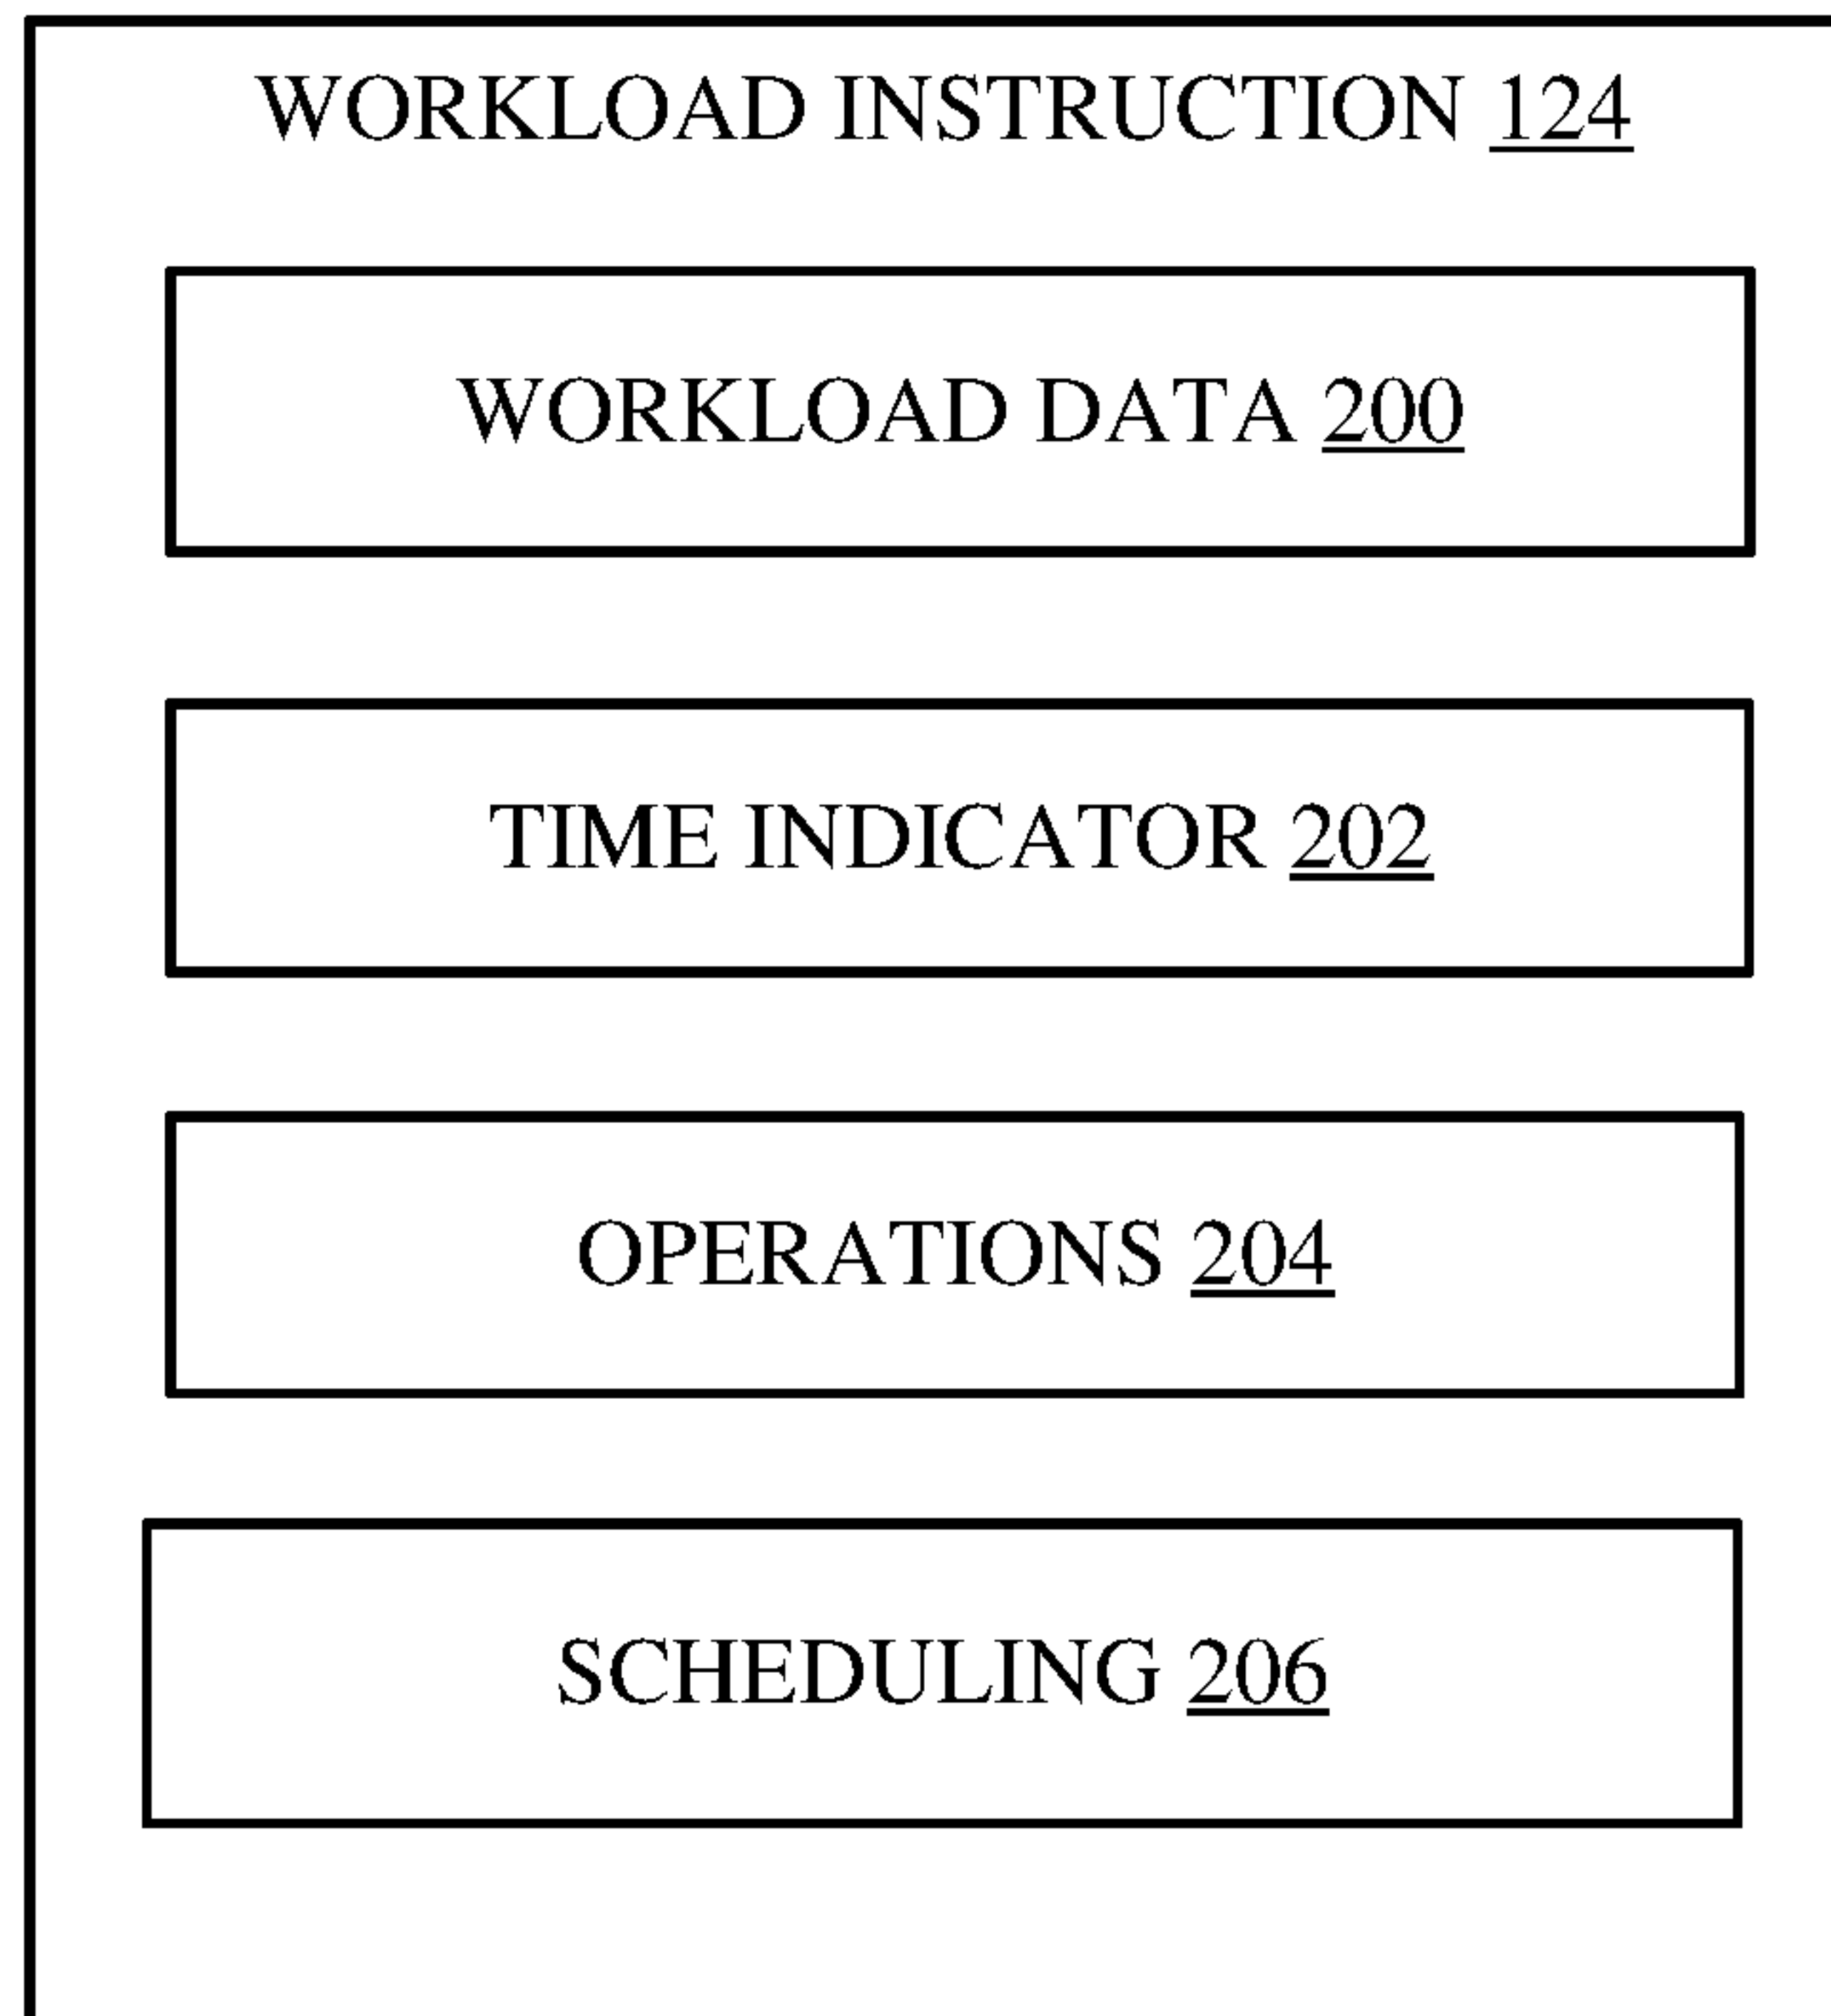 WORKLOAD INSTRUCTION 124
WORKLOAD DATA 200
TIME INDICATOR 202
OPERATIONS 204
SCHEDULING 206